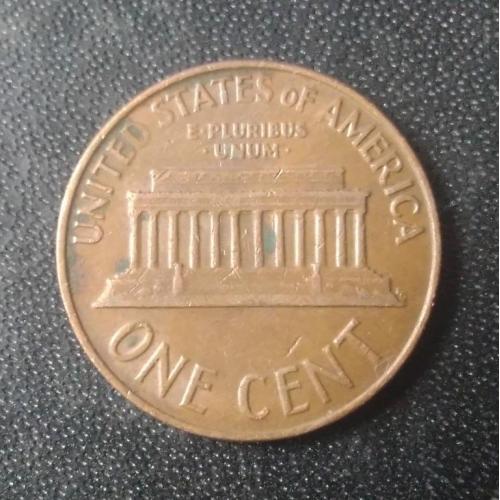 UNITED STATES OF AMERICA
E·PLURIBUS
·UNUM·
ONE CENT